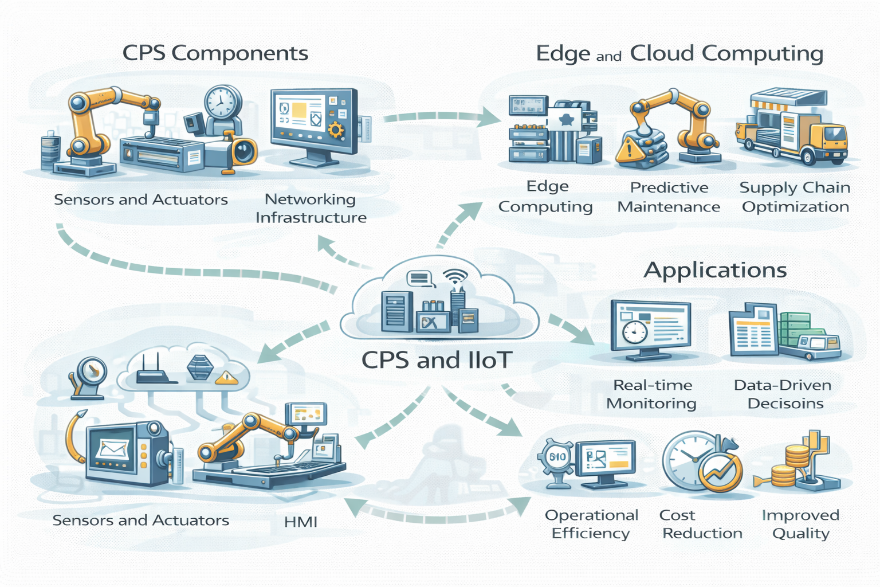 CPS Components
Edge and Cloud Computing
Sensors and Actuators
Networking
Infrastructure
Edge
Computing
Predictive
Maintenance
Supply Chain
Optimization
Applications
CPS and IIoT
Real-time
Monitoring
Data-Driven
Decisoins
Sensors and Actuators
HMI
Operational
Efficiency
Cost
Reduction
Improved
Quality